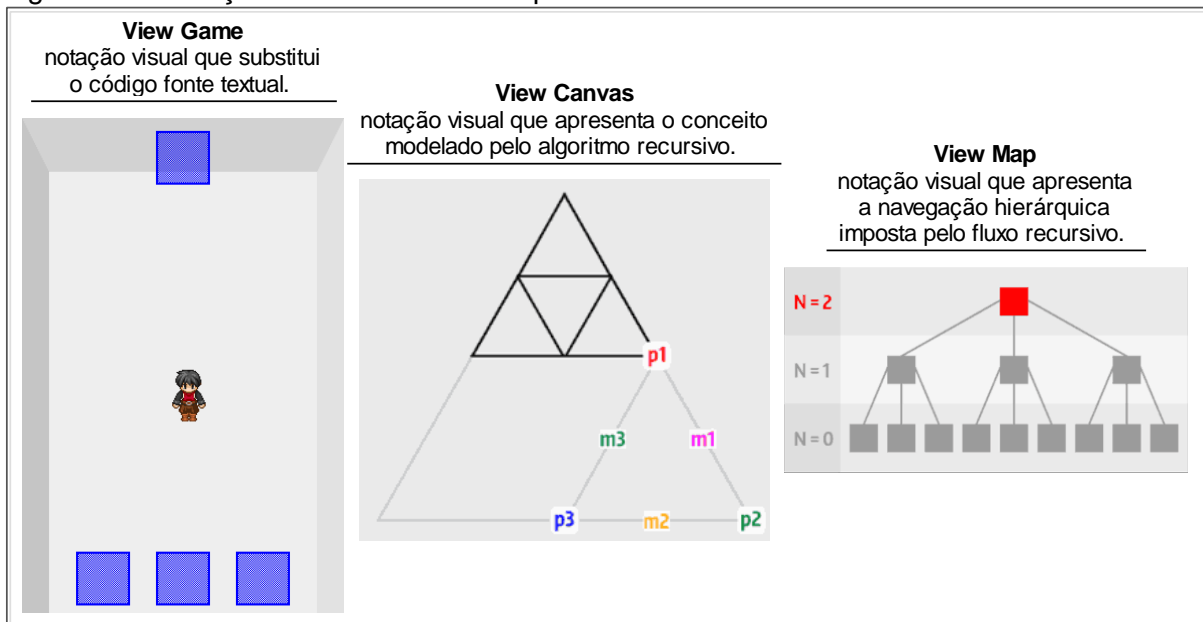 View Game
notação visual que substitui
o código fonte textual.
View Canvas
notação visual que apresenta o conceito
modelado pelo algoritmo recursivo.
p1
m3
m1
p3
m2
p2
View Map
notação visual que apresenta
a navegação hierárquica
imposta pelo fluxo recursivo.
N = 2
N = 1
N = 0